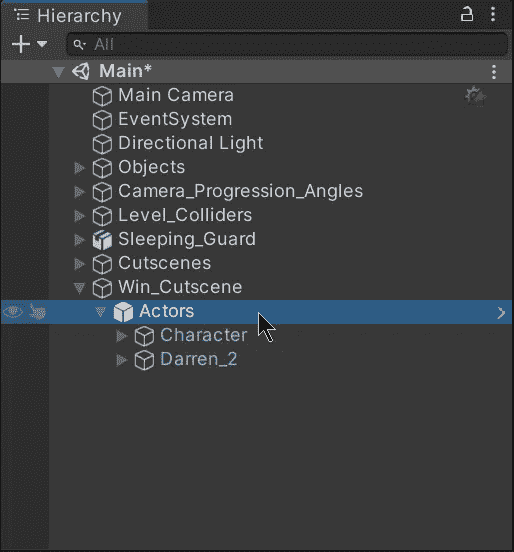 Hierarchy
All
Main*
Main Camera
EventSystem
Directional Light
Objects
Camera_Progression_Angles
Level_Colliders
Sleeping_Guard
Cutscenes
Win_Cutscene
Actors
Character
Darren_2